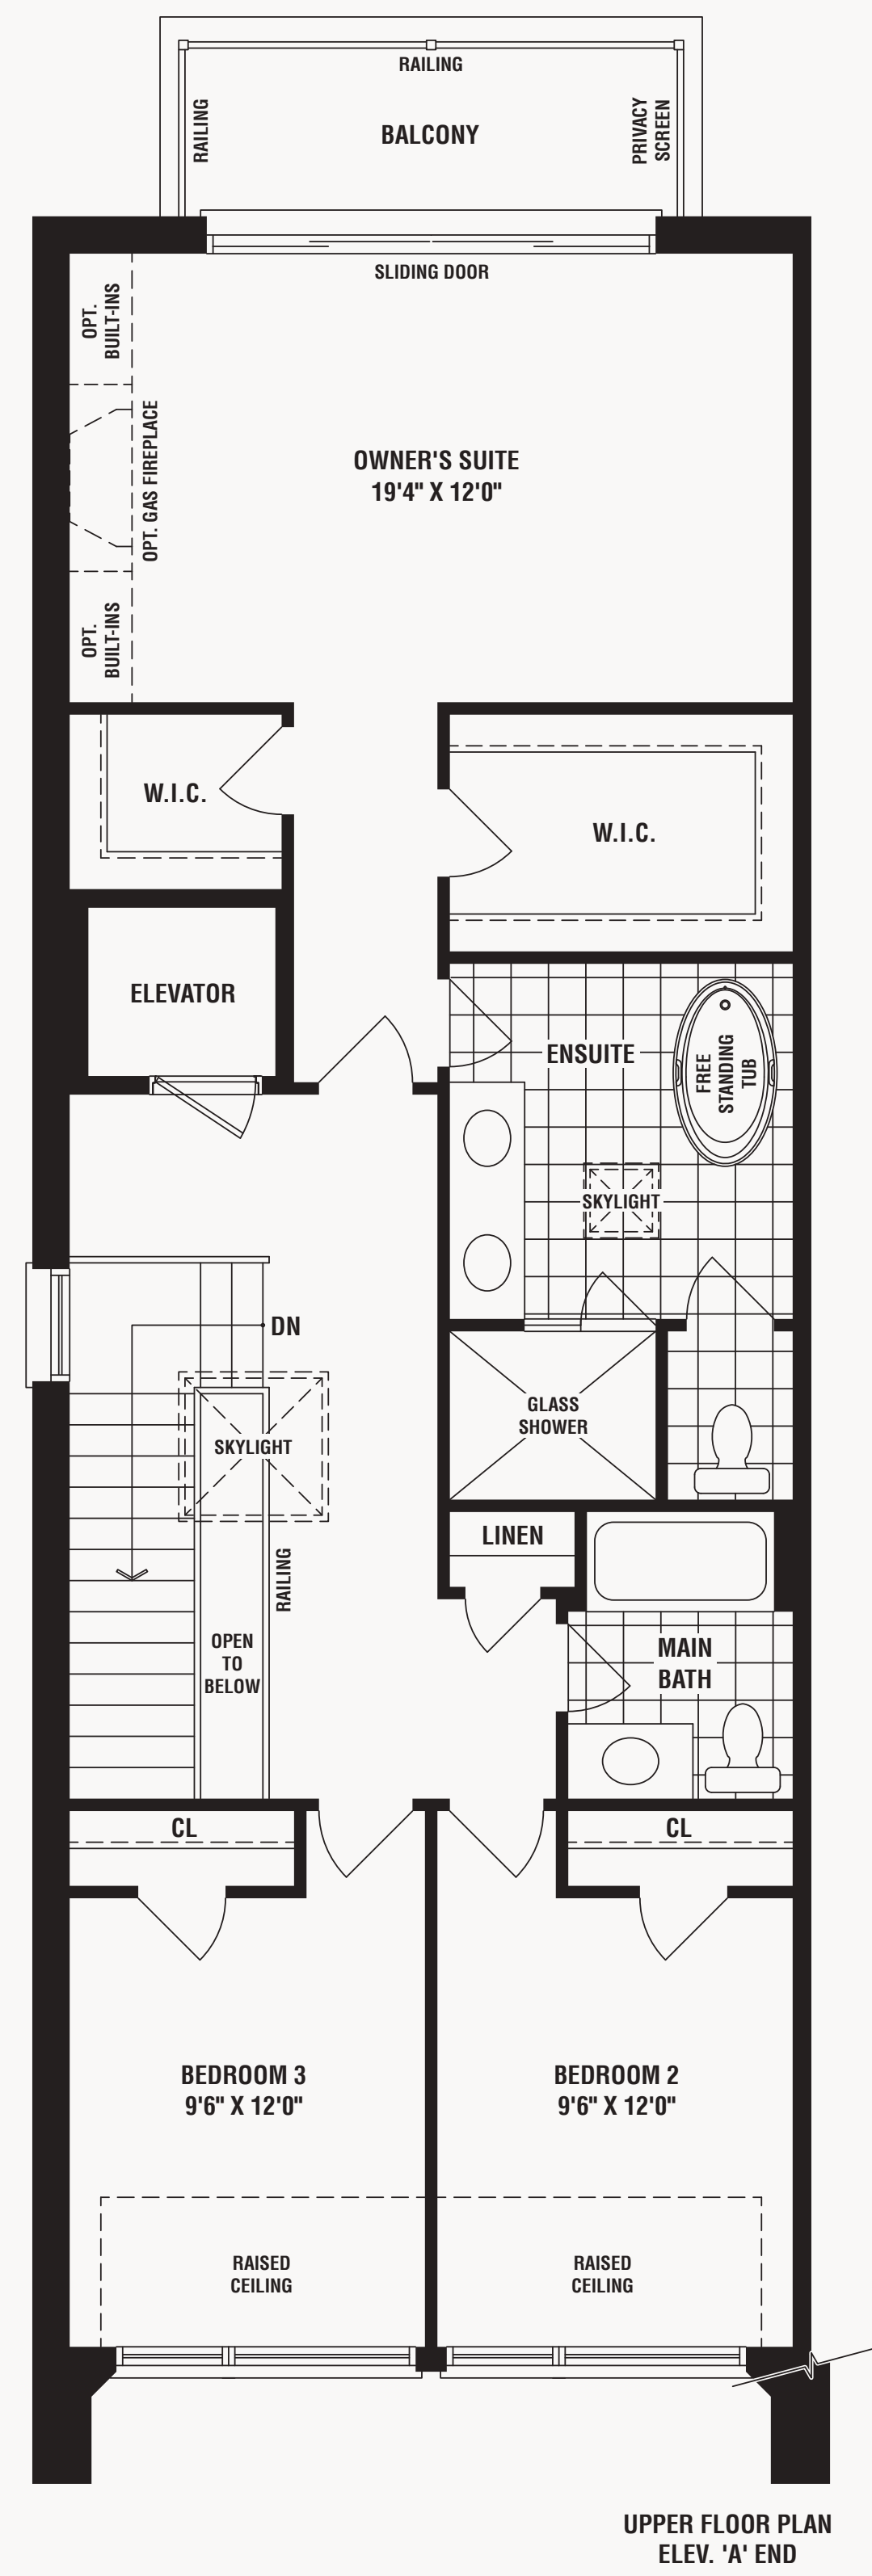 RAILING
RAILING
BALCONY
PRIVACY
SCREEN
SLIDING DOOR
OPT.
BUILT-INS
OPT. GAS FIREPLACE
OWNER'S SUITE
19'4" X 12'0"
OPT.
BUILT-INS
W.I.C.
W.I.C.
ELEVATOR
ENSUITE
FREE
STANDING
TUB
SKYLIGHT
DN
GLASS
SHOWER
SKYLIGHT
LINEN
RAILING
OPEN
TO
BELOW
MAIN
BATH
CL
CL
BEDROOM 3
9'6" X 12'0"
BEDROOM 2
9'6" X 12'0"
RAISED
CEILING
RAISED
CEILING
UPPER FLOOR PLAN
ELEV. 'A' END